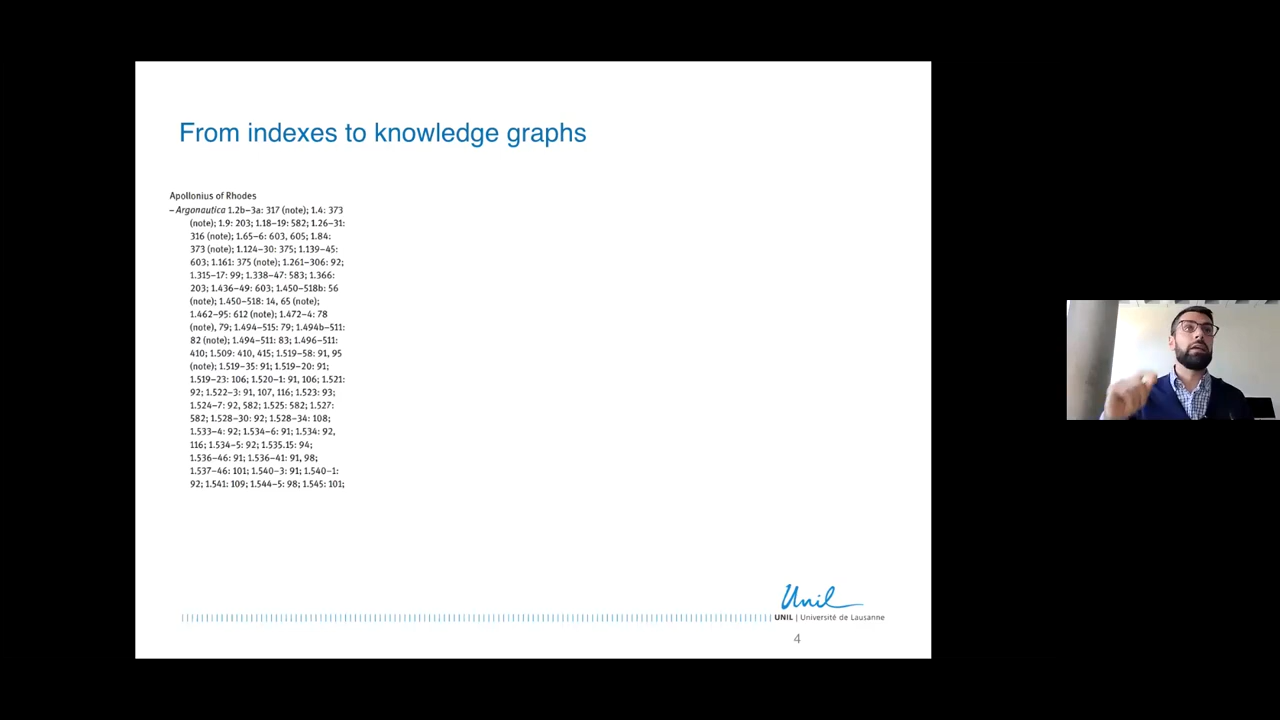 From indexes to knowledge graphs
Apollonius of Rhodes
– Argonautica 1.2b–3a: 317 (note); 1.4: 373
(note); 1.9: 203; 1.18–19: 582; 1.26–31:
316 (note); 1.65–6: 603, 605; 1.84:
373 (note); 1.124–30: 375; 1.139–45:
603; 1.161: 375 (note); 1.261–306: 92;
1.315–17: 99; 1.338–47: 583; 1.366:
203; 1.436–49: 603; 1.450–518b: 56
(note); 1.450–518: 14, 65 (note);
1.462–95: 612 (note); 1.472–4: 78
(note), 79; 1.494–515: 79; 1.494b–511:
82 (note); 1.494–511: 83; 1.496–511:
410; 1.509: 410, 415; 1.519–58: 91, 95
(note); 1.519–35: 91; 1.519–20: 91;
1.519–23: 106; 1.520–1: 91, 106; 1.521:
92; 1.522–3: 91, 107, 116; 1.523: 93;
1.524–7: 92, 582; 1.525: 582; 1.527:
582; 1.528–30: 92; 1.528–34: 108;
1.533–4: 92; 1.534–6: 91; 1.534: 92,
116; 1.534–5: 92; 1.535.15: 94;
1.536–46: 91; 1.536–41: 91, 98;
1.537–46: 101; 1.540–3: 91; 1.540–1:
92; 1.541: 109; 1.544–5: 98; 1.545: 101;
Unil
UNIL | Université de Lausanne
4